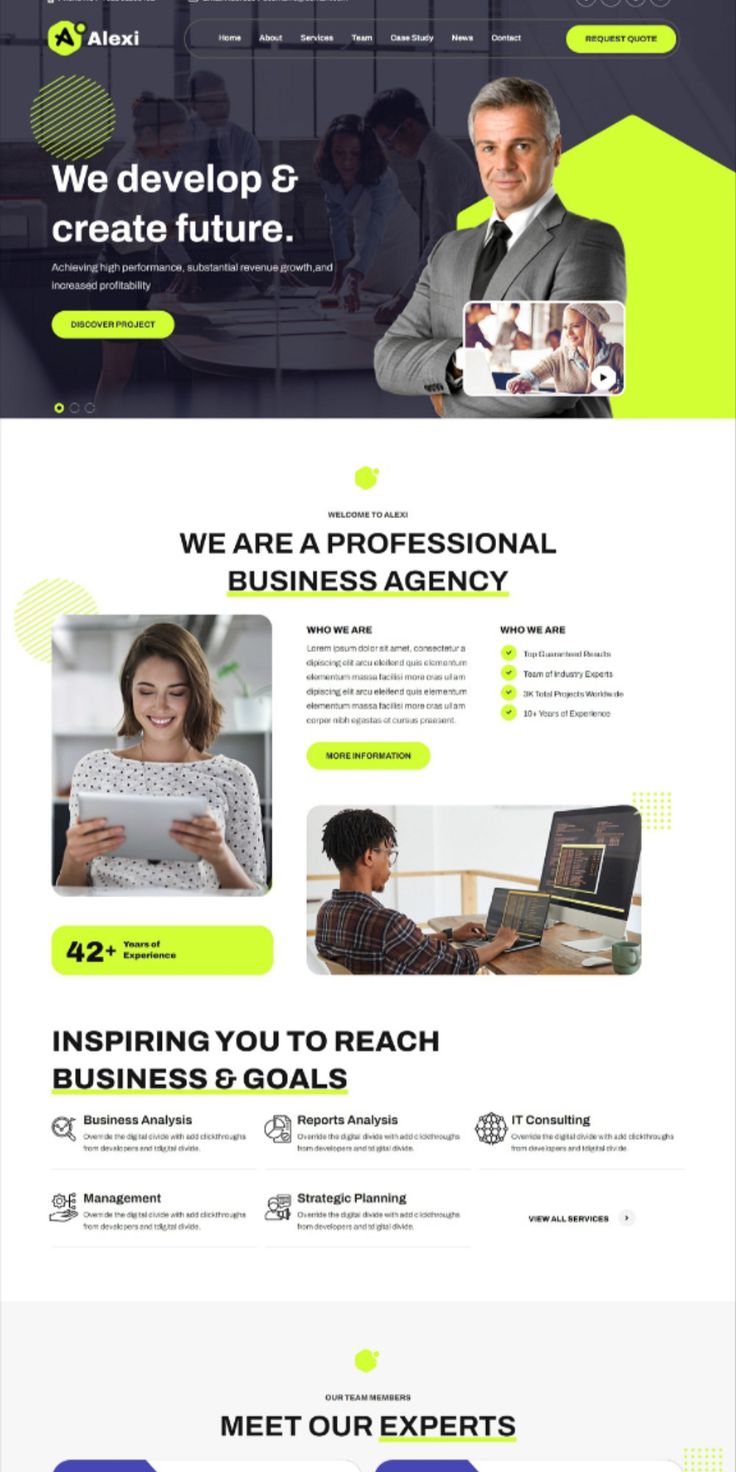 Alexi
Home About Services Team Case Study News Contact
REQUEST QUOTE
We develop &
create future.
Achieving high performance, substantial revenue growth,and
increased profitability
DISCOVER PROJECT
WELCOME TO ALEXI
WE ARE A PROFESSIONAL
BUSINESS AGENCY
WHO WE ARE
Lorem ipsum dolor sit amet, consectetur a
dipiscing elit arcu eleifend quis elementum
elementum massa facilisi more cras ullam
dipiscing elit arcu eleifend quis elementum
elementum massa facilisi more cras ullam
corper nibh egestas et cursus praesent.
MORE INFORMATION
WHO WE ARE
Top Guaranteed Results
Team of Industry Experts
3K Total Projects Worldwide
10+ Years of Experience
42+ Years of
Experience
INSPIRING YOU TO REACH
BUSINESS & GOALS
Business Analysis
Override the digital divide with add clickthroughs
from developers and tdigital divide.
Reports Analysis
Override the digital divide with add clickthroughs
from developers and tdigital divide.
IT Consulting
Override the digital divide with add clickthroughs
from developers and tdigital divide
Management
Override the digital divide with add clickthroughs
from developers and tdigital divide.
Strategic Planning
Override the digital divide with add clickthroughs
from developers and tdigital divide.
VIEW ALL SERVICES
OUR TEAM MEMBERS
MEET OUR EXPERTS